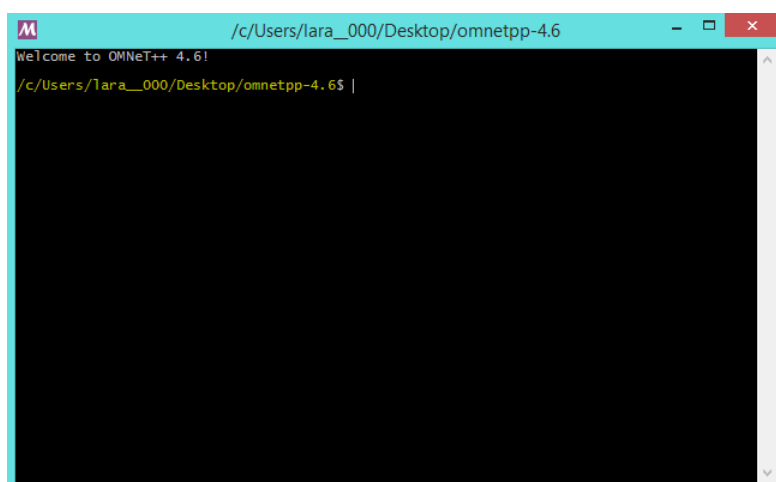 /c/Users/lara__000/Desktop/omnetpp-4.6
Welcome to OMNeT++ 4.6!
/c/Users/lara__000/Desktop/omnetpp-4.6$